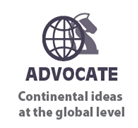 ADVOCATE
Continental ideas
at the global level